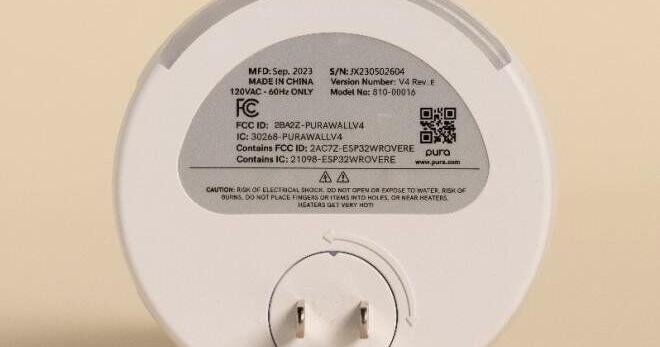 MFD: Sep. 2023 S/N: JX230502604
MADE IN CHINA Version Number: V4 Rev. E
120VAC - 60Hz ONLY Model No: 810-00016
FC
FCC ID: 2BA2Z-PURAWALLV4
IC: 30268-PURAWALLV4
Contains FCC ID: 2AC7Z-ESP32WROVERE
Contains IC: 21098-ESP32WROVERE
pura
www.pura.com
CAUTION: RISK OF ELECTRICAL SHOCK. DO NOT OPEN OR EXPOSE TO WATER. RISK OF
BURNS. DO NOT PLACE FINGERS OR ITEMS INTO HOLES, OR NEAR HEATERS.
HEATERS GET VERY HOT!